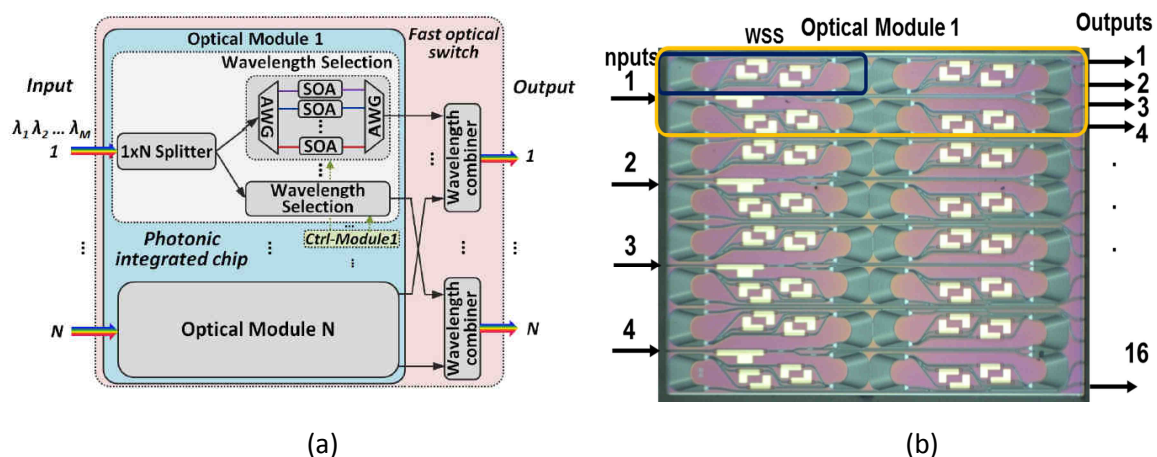 Optical Module 1
Fast optical
switch
Wavelength Selection
Input
Output
AWG
SOA
SOA
SOA
AWG
λ1 λ2 ... λM
1
1xN Splitter
Wavelength
combiner
1
Wavelength
Selection
Ctrl-Module1
Photonic
integrated chip
N
Optical Module N
Wavelength
combiner
N
(a)
Optical Module 1
Outputs
WSS
nputs
1
2
3
4
1
2
3
4
16
(b)